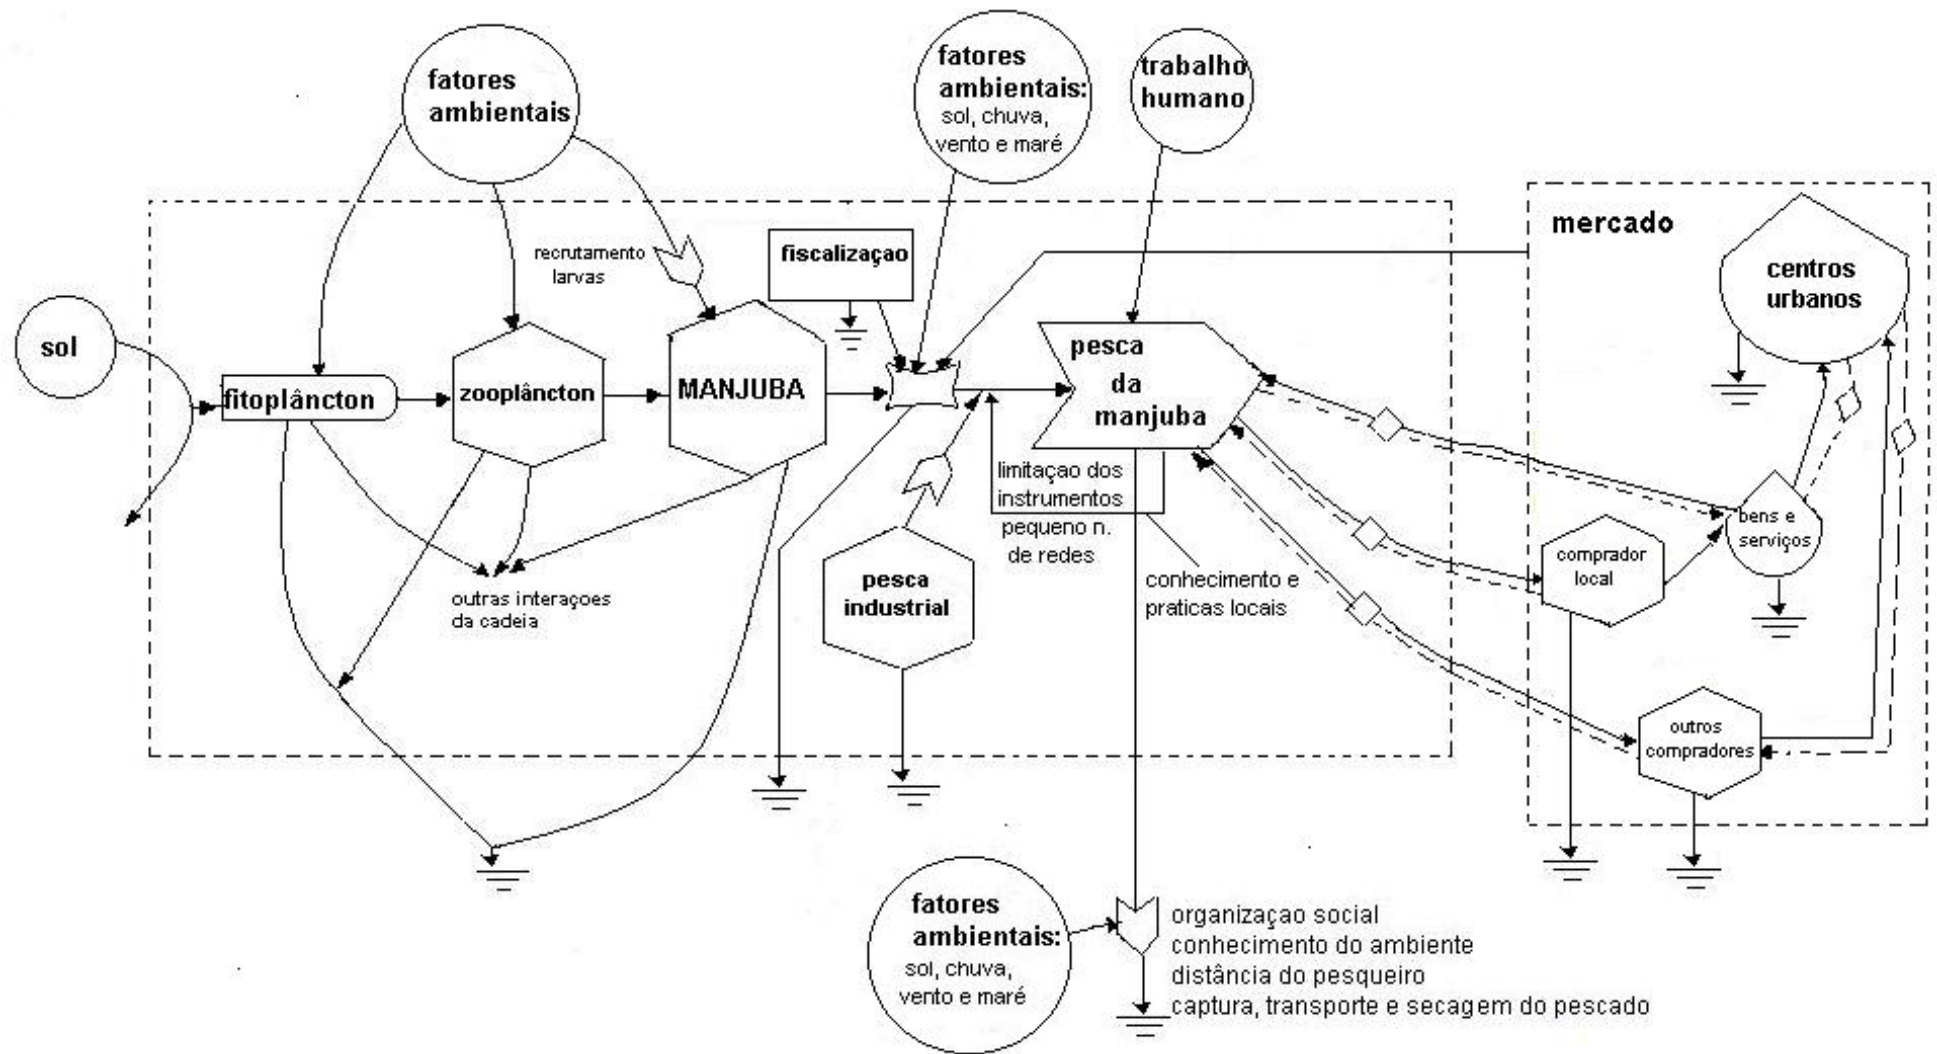 fatores
ambientais
fatores
ambientais:
sol, chuva,
vento e maré
trabalho
humano
mercado
centros
urbanos
recrutamento
larvas
fiscalizaçao
sol
fitoplâncton
zooplâncton
MANJUBA
pesca
da
manjuba
limitaçao dos
instrumentos
pequeno n.
de redes
bens e
serviços
comprador
local
pesca
industrial
conhecimento e
praticas locais
outras interaçoes
da cadeia
outros
compradores
fatores
ambientais:
sol, chuva,
vento e maré
organizaçao social
conhecimento do ambiente
distância do pesqueiro
captura, transporte e secagem do pescado